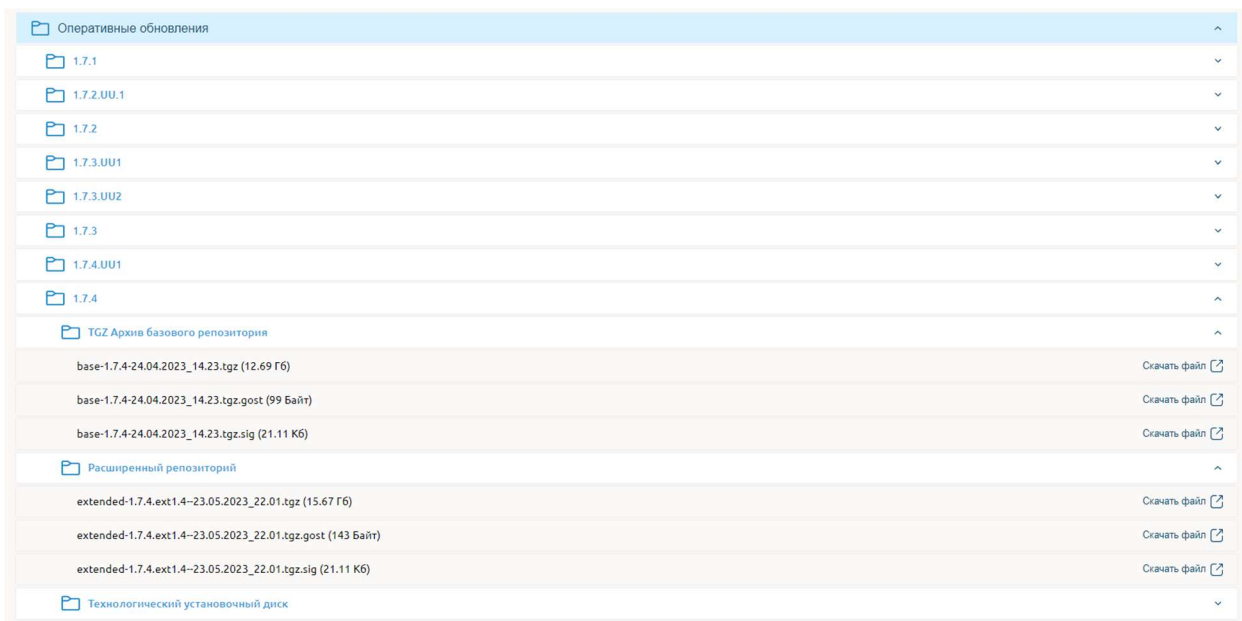 Оперативные обновления
1.7.1
1.7.2.UU.1
1.7.2
1.7.3.UU1
1.7.3.UU2
1.7.3
1.7.4.UU1
1.7.4
TGZ Архив базового репозитория
base-1.7.4-24.04.2023_14.23.tgz (12.69 Гб) Скачать файл
base-1.7.4-24.04.2023_14.23.tgz.gost (99 Байт) Скачать файл
base-1.7.4-24.04.2023_14.23.tgz.sig (21.11 Кб) Скачать файл
Расширенный репозиторий
extended-1.7.4.ext1.4--23.05.2023_22.01.tgz (15.67 Гб) Скачать файл
extended-1.7.4.ext1.4--23.05.2023_22.01.tgz.gost (143 Байт) Скачать файл
extended-1.7.4.ext1.4--23.05.2023_22.01.tgz.sig (21.11 Кб) Скачать файл
Технологический установочный диск